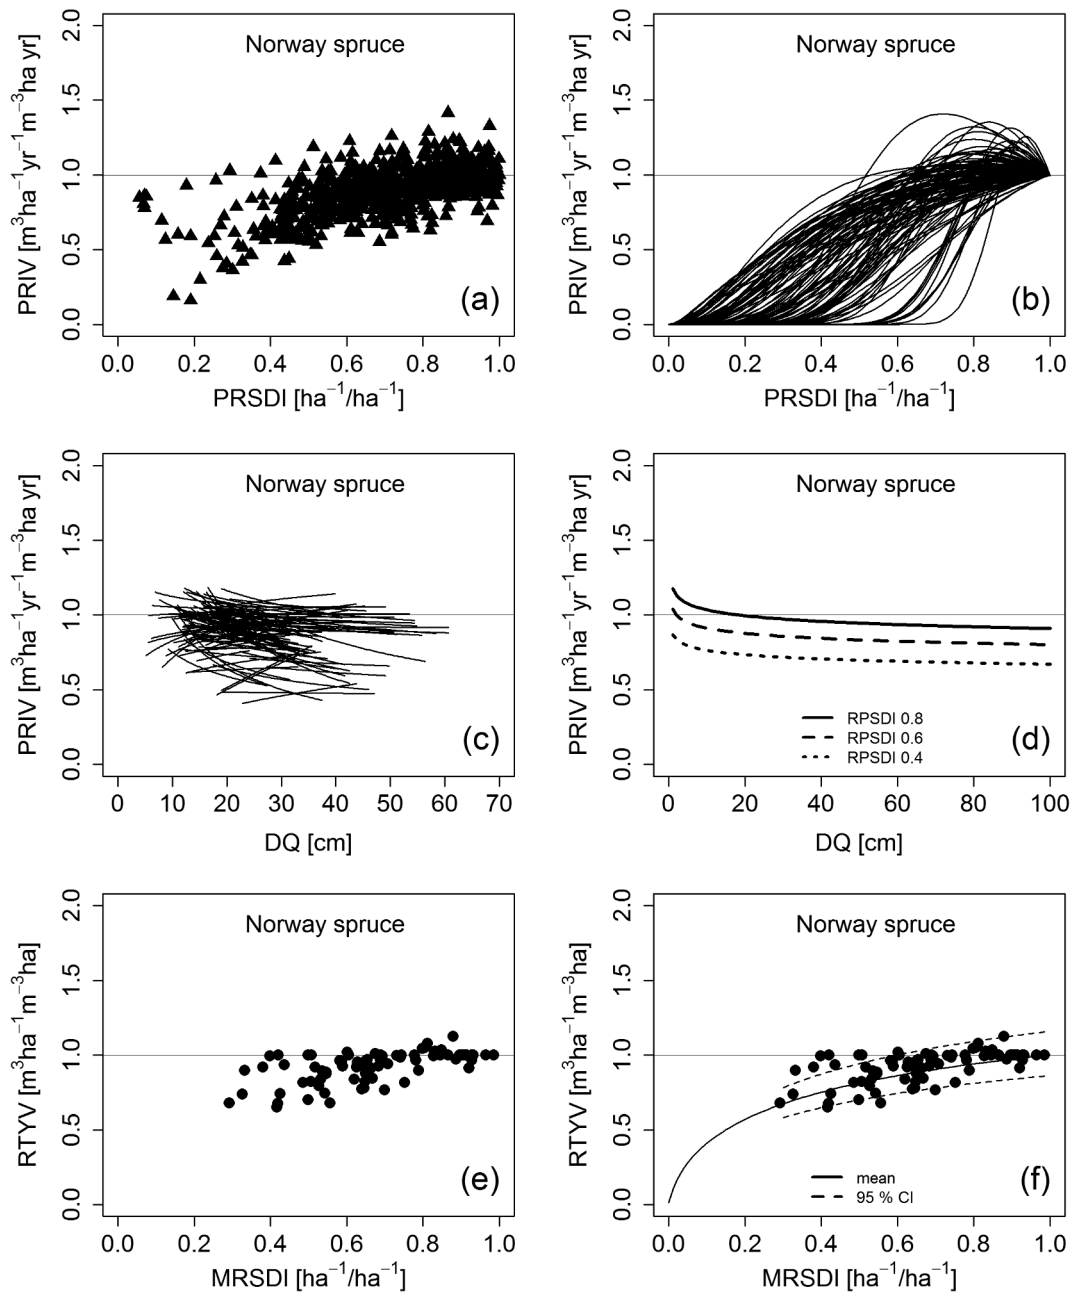 Norway spruce
PRIV [m³ha⁻¹yr⁻¹m⁻³ha yr]
0.0 0.5 1.0 1.5 2.0
(a)
0.0 0.2 0.4 0.6 0.8 1.0
PRSDI [ha⁻¹/ha⁻¹]
Norway spruce
PRIV [m³ha⁻¹yr⁻¹m⁻³ha yr]
0.0 0.5 1.0 1.5 2.0
(b)
0.0 0.2 0.4 0.6 0.8 1.0
PRSDI [ha⁻¹/ha⁻¹]
Norway spruce
PRIV [m³ha⁻¹yr⁻¹m⁻³ha yr]
0.0 0.5 1.0 1.5 2.0
(c)
0 10 20 30 40 50 60 70
DQ [cm]
Norway spruce
PRIV [m³ha⁻¹yr⁻¹m⁻³ha yr]
0.0 0.5 1.0 1.5 2.0
RPSDI 0.8
RPSDI 0.6
RPSDI 0.4
(d)
0 20 40 60 80 100
DQ [cm]
Norway spruce
RTYV [m³ha⁻¹m⁻³ha]
0.0 0.5 1.0 1.5 2.0
(e)
0.0 0.2 0.4 0.6 0.8 1.0
MRSDI [ha⁻¹/ha⁻¹]
Norway spruce
RTYV [m³ha⁻¹m⁻³ha]
0.0 0.5 1.0 1.5 2.0
mean
95 % CI
(f)
0.0 0.2 0.4 0.6 0.8 1.0
MRSDI [ha⁻¹/ha⁻¹]